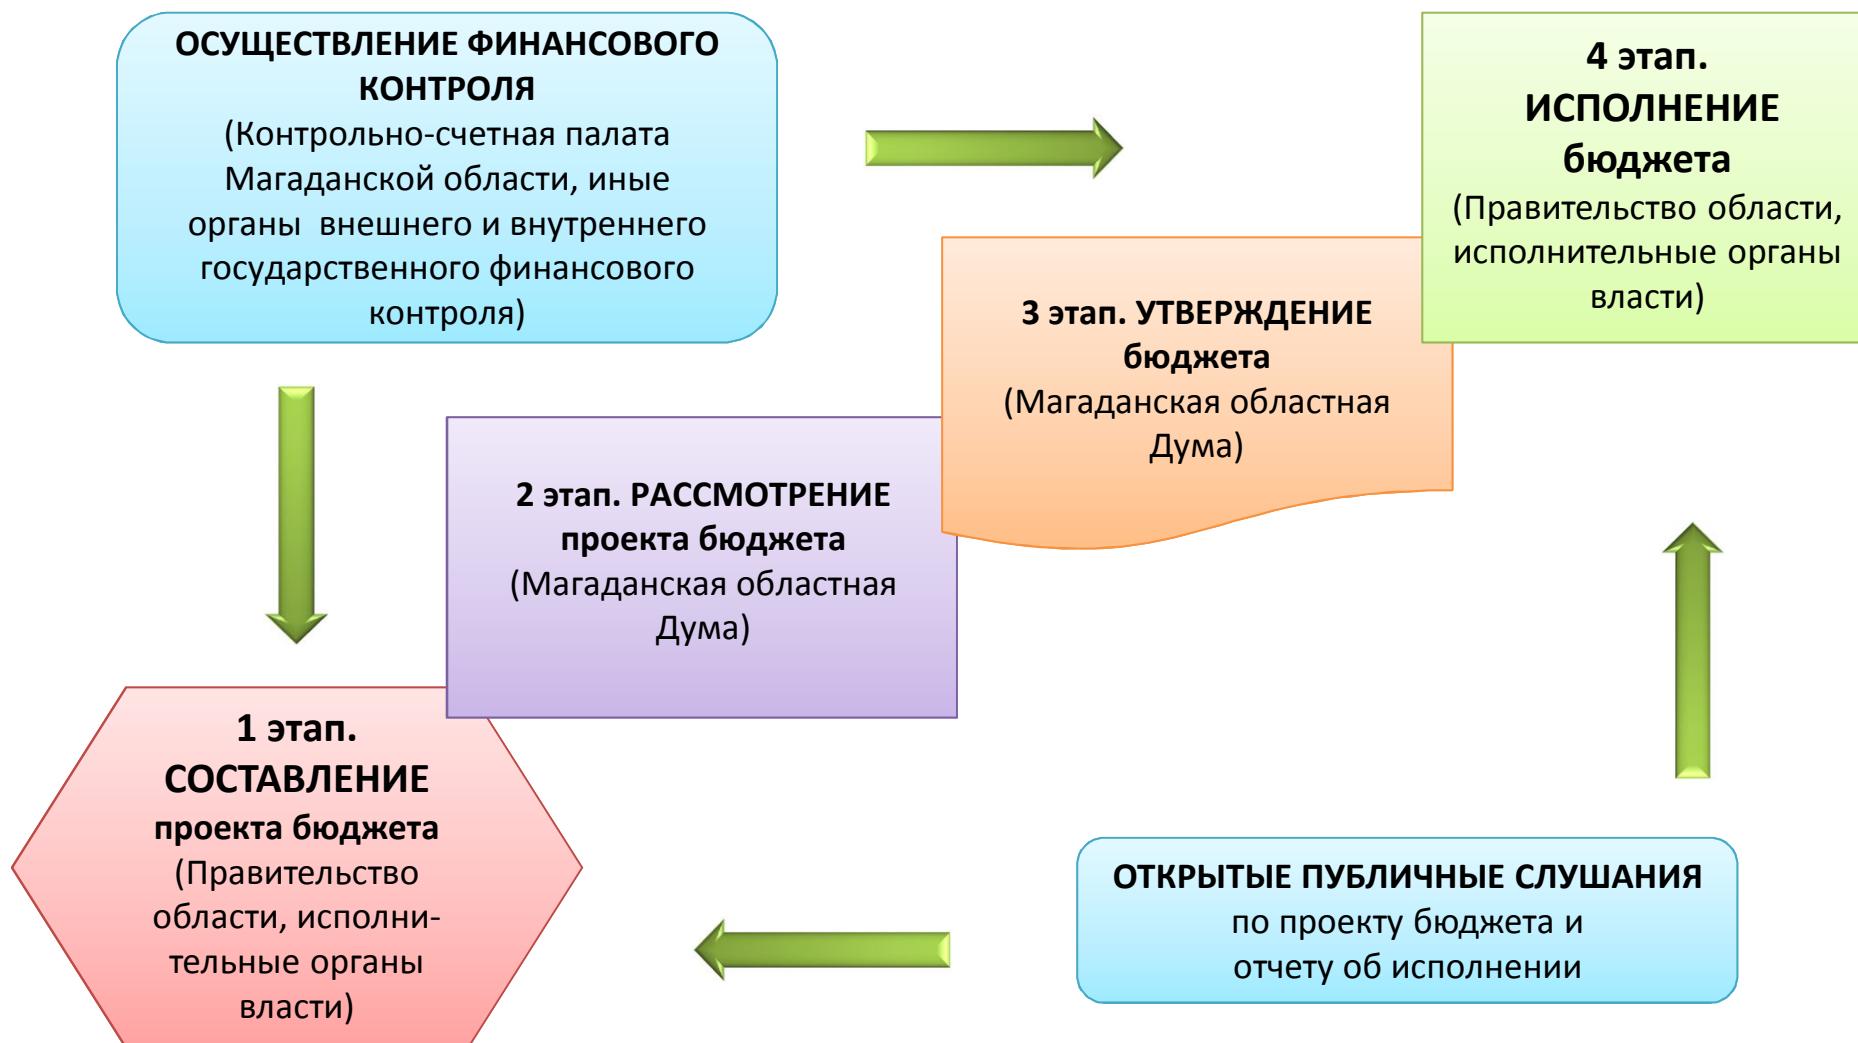 ОСУЩЕСТВЛЕНИЕ ФИНАНСОВОГО
КОНТРОЛЯ
(Контрольно-счетная палата
Магаданской области, иные
органы внешнего и внутреннего
государственного финансового
контроля)
4 этап.
ИСПОЛНЕНИЕ
бюджета
(Правительство области,
исполнительные органы
власти)
3 этап. УТВЕРЖДЕНИЕ
бюджета
(Магаданская областная
Дума)
2 этап. РАССМОТРЕНИЕ
проекта бюджета
(Магаданская областная
Дума)
1 этап.
СОСТАВЛЕНИЕ
проекта бюджета
(Правительство
области, исполни-
тельные органы
власти)
ОТКРЫТЫЕ ПУБЛИЧНЫЕ СЛУШАНИЯ
по проекту бюджета и
отчету об исполнении